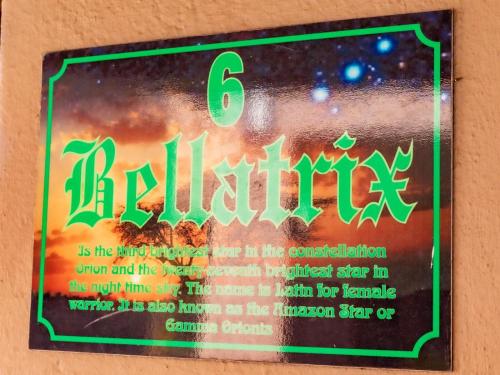 6
Bellatrix
Is the third brightest star in the constellation
Orion and the twenty-seventh brightest star in
the night time sky. The name is Latin for female
warrior. It is also known as the Amazon Star or
Gamma Orionis